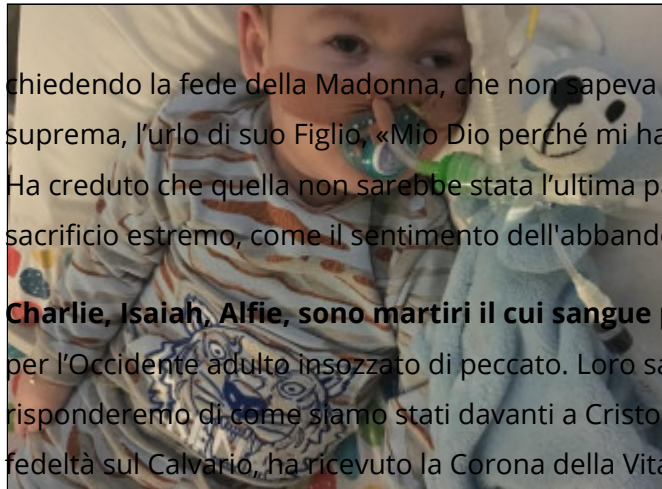 chiedendo la fede della Madonna, che non sapeva
suprema, l’urlo di suo Figlio, «Mio Dio perché mi ha
Ha creduto che quella non sarebbe stata l’ultima p
sacrificio estremo, come il sentimento dell'abband
Charlie, Isaiah, Alfie, sono martiri il cui sangue
per l’Occidente adulto insozzato di peccato. Loro sa
risponderemo di come siamo stati davanti a Cristo
fedeltà sul Calvario, ha ricevuto la Corona della Vita